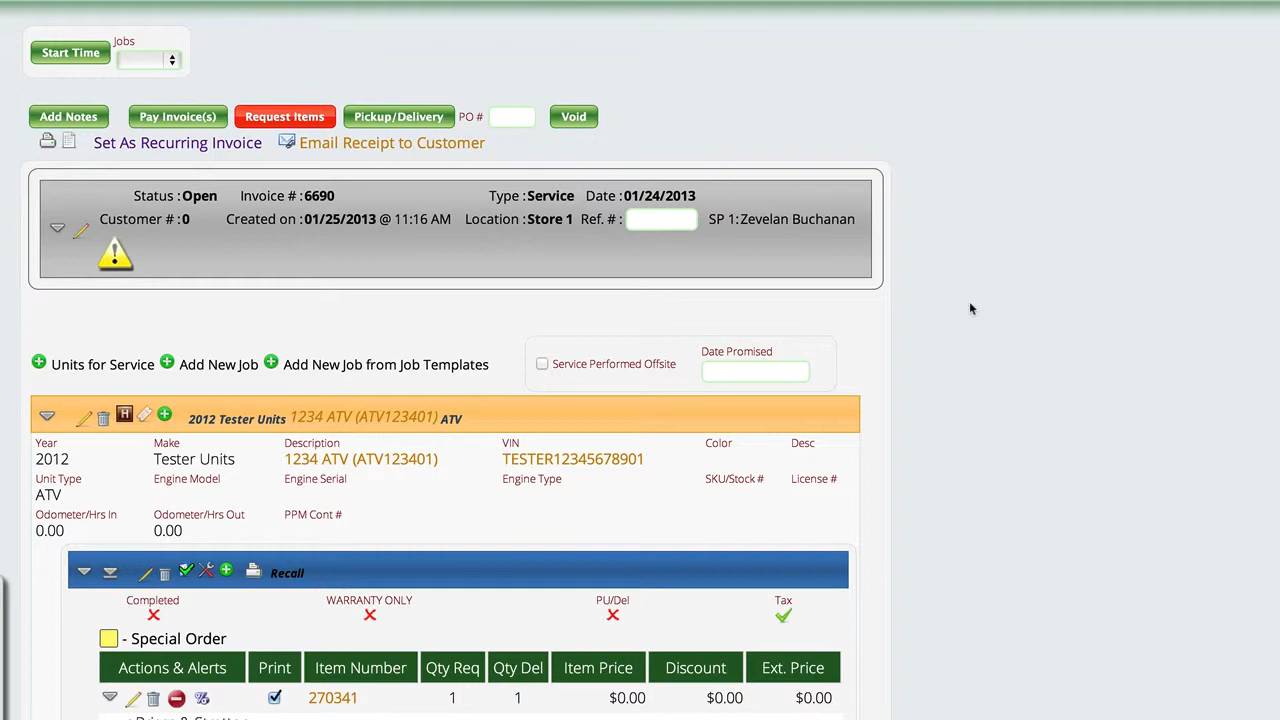 Jobs
Start Time
Add Notes Pay Invoice(s) Request Items Pickup/Delivery PO # Void
Set As Recurring Invoice Email Receipt to Customer
Status : Open Invoice # : 6690 Type : Service Date : 01/24/2013
Customer # : 0 Created on : 01/25/2013 @ 11:16 AM Location : Store 1 Ref. # : SP 1: Zevelan Buchanan
Units for Service Add New Job Add New Job from Job Templates Service Performed Offsite Date Promised
H 2012 Tester Units 1234 ATV (ATV123401) ATV
Year Make Description VIN Color Desc
2012 Tester Units 1234 ATV (ATV123401) TESTER12345678901
Unit Type Engine Model Engine Serial Engine Type SKU/Stock # License #
ATV
Odometer/Hrs In Odometer/Hrs Out PPM Cont #
0.00 0.00
Recall
Completed WARRANTY ONLY PU/Del Tax
- Special Order
Actions & Alerts Print Item Number Qty Req Qty Del Item Price Discount Ext. Price
270341 1 1 $0.00 $0.00 $0.00